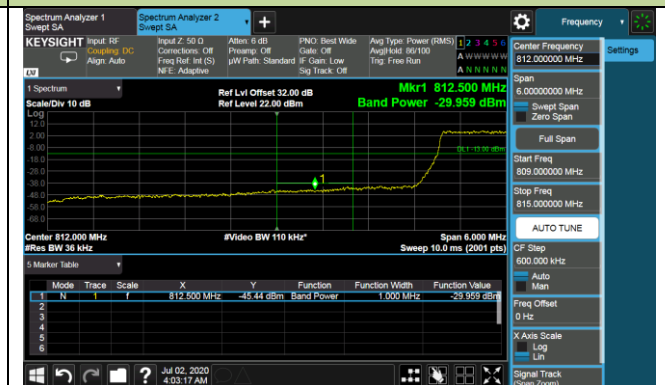 Spectrum Analyzer 1
Swept SA
Spectrum Analyzer 2
Swept SA
+
Frequency
KEYSIGHT
Input: RF
Coupling: DC
Align: Auto
Input Z: 50 Ω
Corrections: Off
Freq Ref: Int (S)
NFE: Adaptive
Atten: 6 dB
Preamp: Off
µW Path: Standard
PNO: Best Wide
Gate: Off
IF Gain: Low
Sig Track: Off
Avg Type: Power (RMS)
Avg|Hold: 86/100
Trig: Free Run
1 2 3 4 5 6
A W W W W W
A N N N N N
LXI
1 Spectrum
Scale/Div 10 dB
Ref Lvl Offset 32.00 dB
Ref Level 22.00 dBm
Mkr1 812.500 MHz
Band Power -29.959 dBm
Log
12.0
2.00
-8.00
-18.0
-28.0
-38.0
-48.0
-58.0
-68.0
DL1 -13.00 dBm
1
Center 812.000 MHz
#Res BW 36 kHz
#Video BW 110 kHz*
Span 6.000 MHz
Sweep 10.0 ms (2001 pts)
5 Marker Table
Mode Trace Scale X Y Function Function Width Function Value
1 N 1 f 812.500 MHz -45.44 dBm Band Power 1.000 MHz -29.959 dBm
2
3
4
5
6
Jul 02, 2020
4:03:17 AM
?
Center Frequency
812.000000 MHz
Settings
Span
6.00000000 MHz
Swept Span
Zero Span
Full Span
Start Freq
809.000000 MHz
Stop Freq
815.000000 MHz
AUTO TUNE
CF Step
600.000 kHz
Auto
Man
Freq Offset
0 Hz
X Axis Scale
Log
Lin
Signal Track
(Span Zoom)